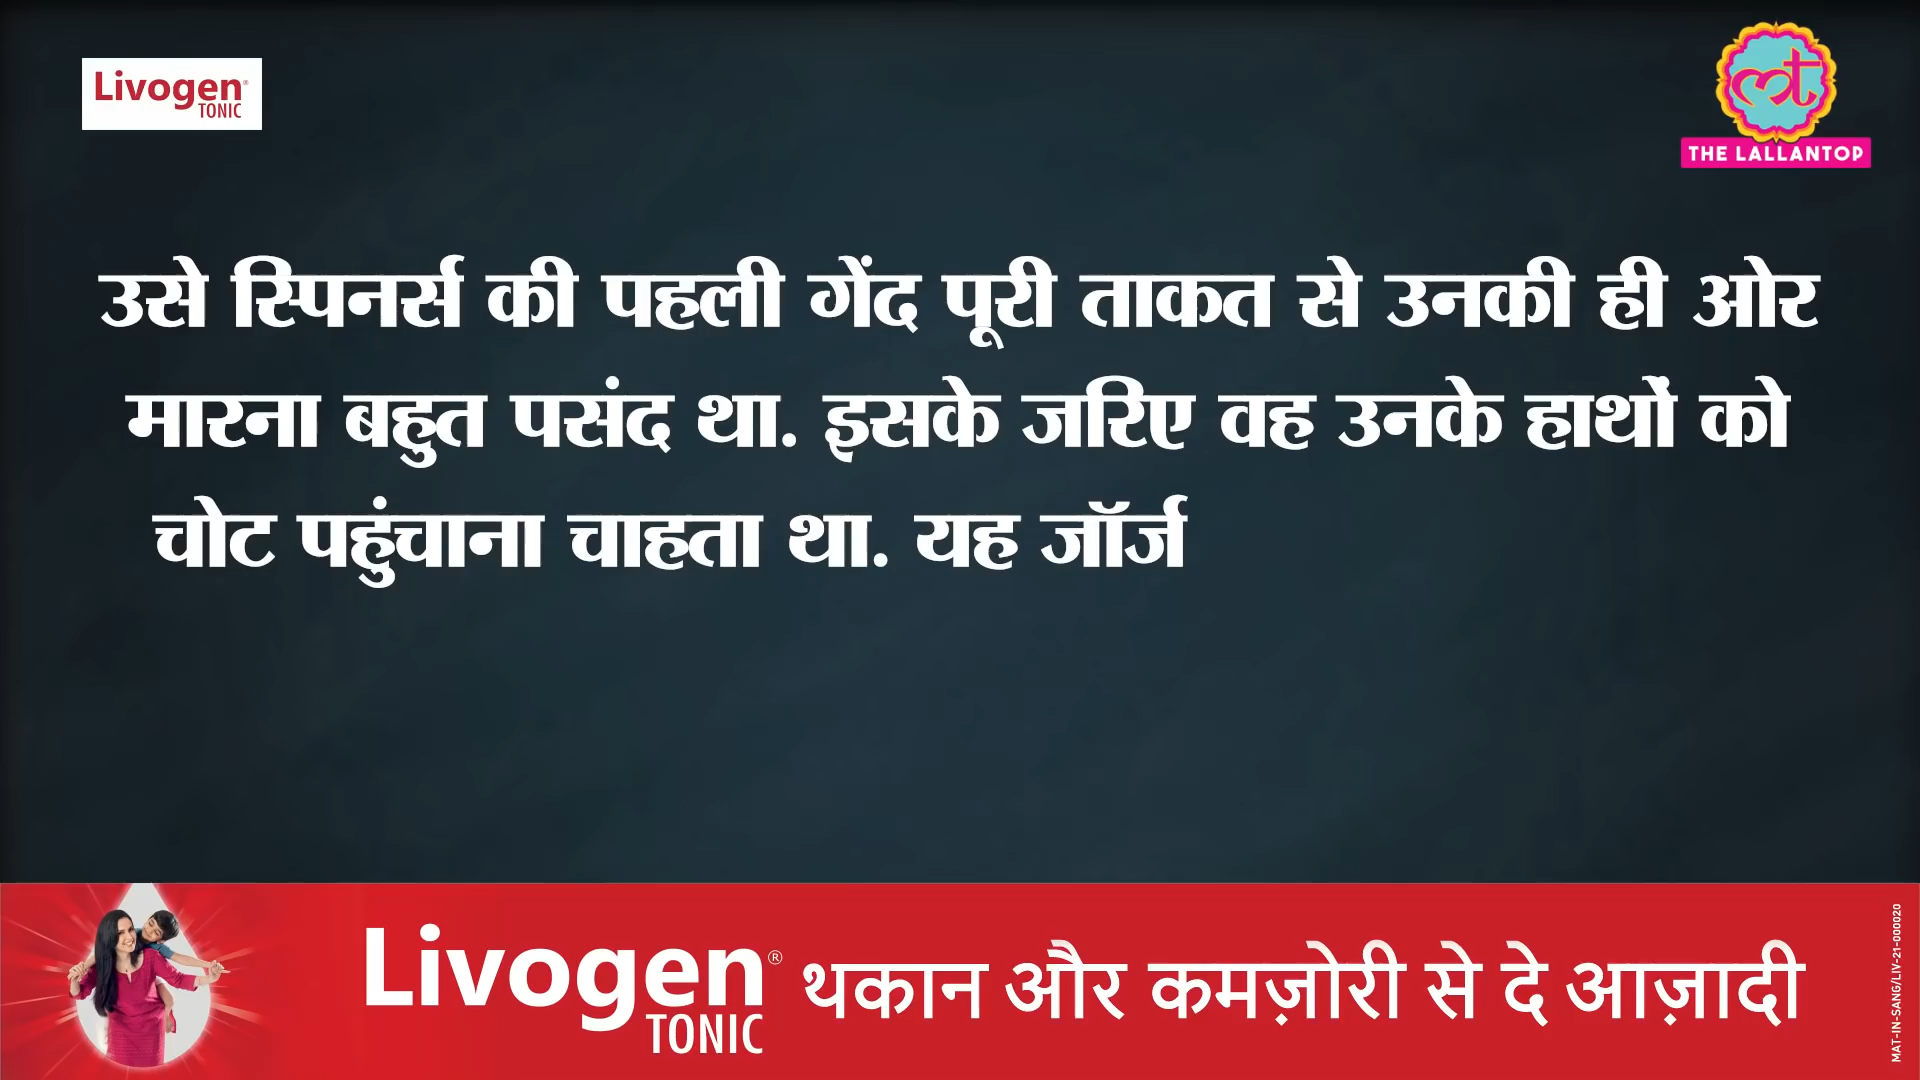 Livogen®
TONIC
मत
THE LALLANTOP
उसे स्पिनर्स की पहली गेंद पूरी ताकत से उनकी ही ओर
मारना बहुत पसंद था. इसके जरिए वह उनके हाथों को
चोट पहुंचाना चाहता था. यह जॉर्ज
Livogen®
TONIC
थकान और कमज़ोरी से दे आज़ादी
MAT-IN-SANG/LIV-21-000020